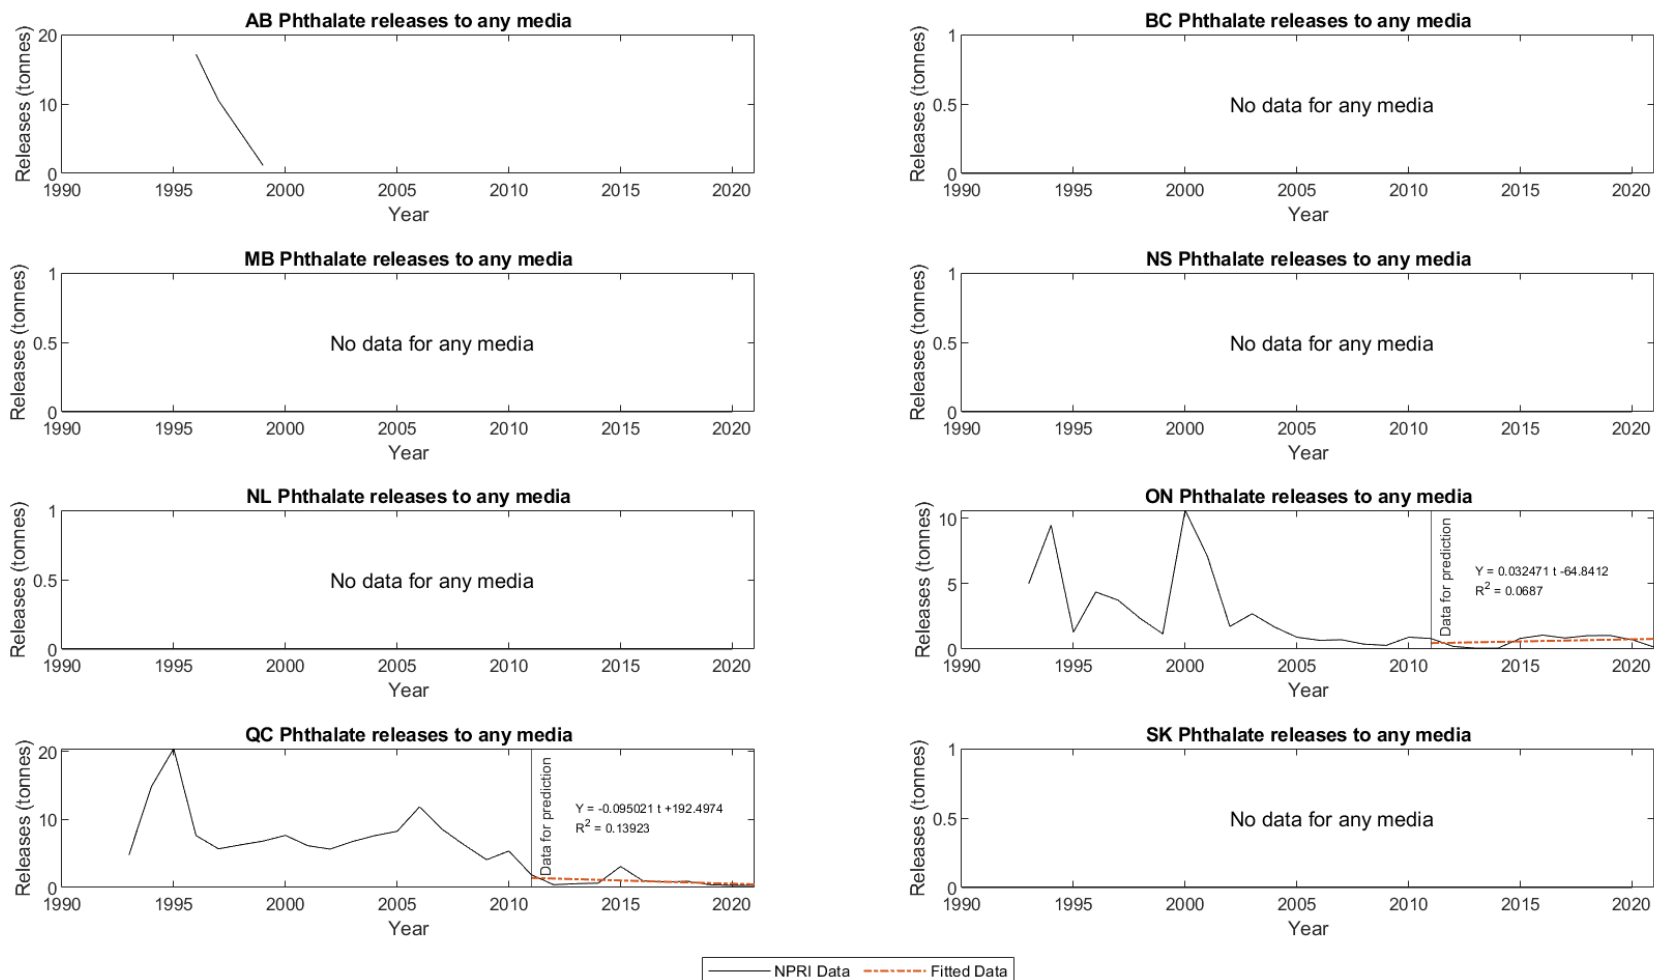 AB Phthalate releases to any media
Releases (tonnes)
20
10
0
1990 1995 2000 2005 2010 2015 2020
Year
BC Phthalate releases to any media
Releases (tonnes)
1
0.5
0
No data for any media
1990 1995 2000 2005 2010 2015 2020
Year
MB Phthalate releases to any media
Releases (tonnes)
1
0.5
0
No data for any media
1990 1995 2000 2005 2010 2015 2020
Year
NS Phthalate releases to any media
Releases (tonnes)
1
0.5
0
No data for any media
1990 1995 2000 2005 2010 2015 2020
Year
NL Phthalate releases to any media
Releases (tonnes)
1
0.5
0
No data for any media
1990 1995 2000 2005 2010 2015 2020
Year
ON Phthalate releases to any media
Releases (tonnes)
10
5
0
Data for prediction
Y = 0.032471 t -64.8412
R² = 0.0687
1990 1995 2000 2005 2010 2015 2020
Year
QC Phthalate releases to any media
Releases (tonnes)
20
10
0
Data for prediction
Y = -0.095021 t +192.4974
R² = 0.13923
1990 1995 2000 2005 2010 2015 2020
Year
SK Phthalate releases to any media
Releases (tonnes)
1
0.5
0
No data for any media
1990 1995 2000 2005 2010 2015 2020
Year
NPRI Data Fitted Data